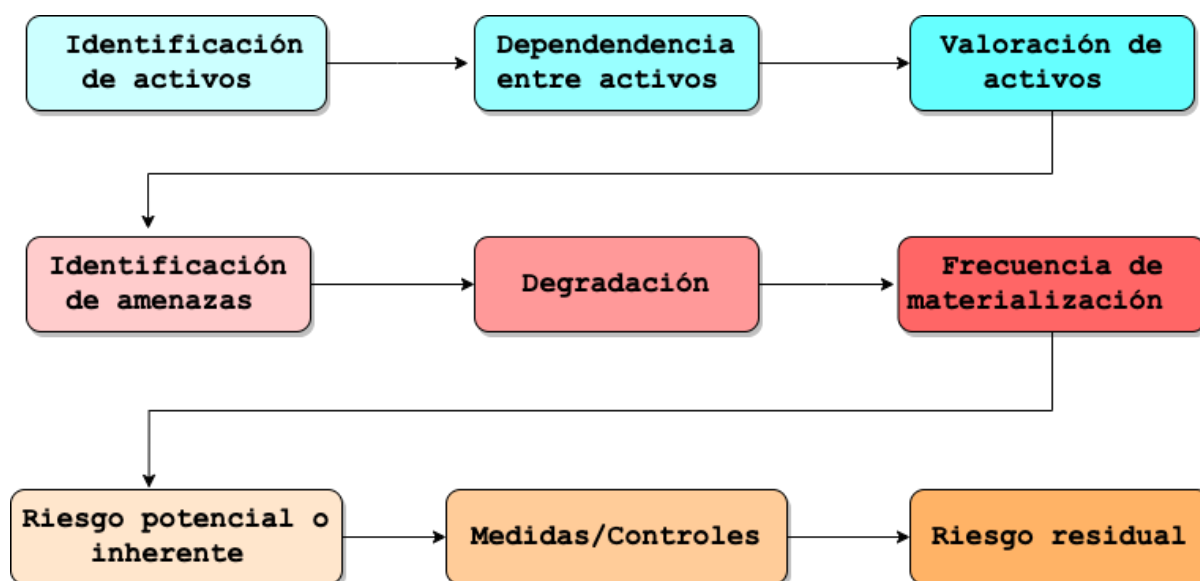 Identificación
de activos
Dependendencia
entre activos
Valoración de
activos
Identificación
de amenazas
Degradación
Frecuencia de
materialización
Riesgo potencial o
inherente
Medidas/Controles
Riesgo residual